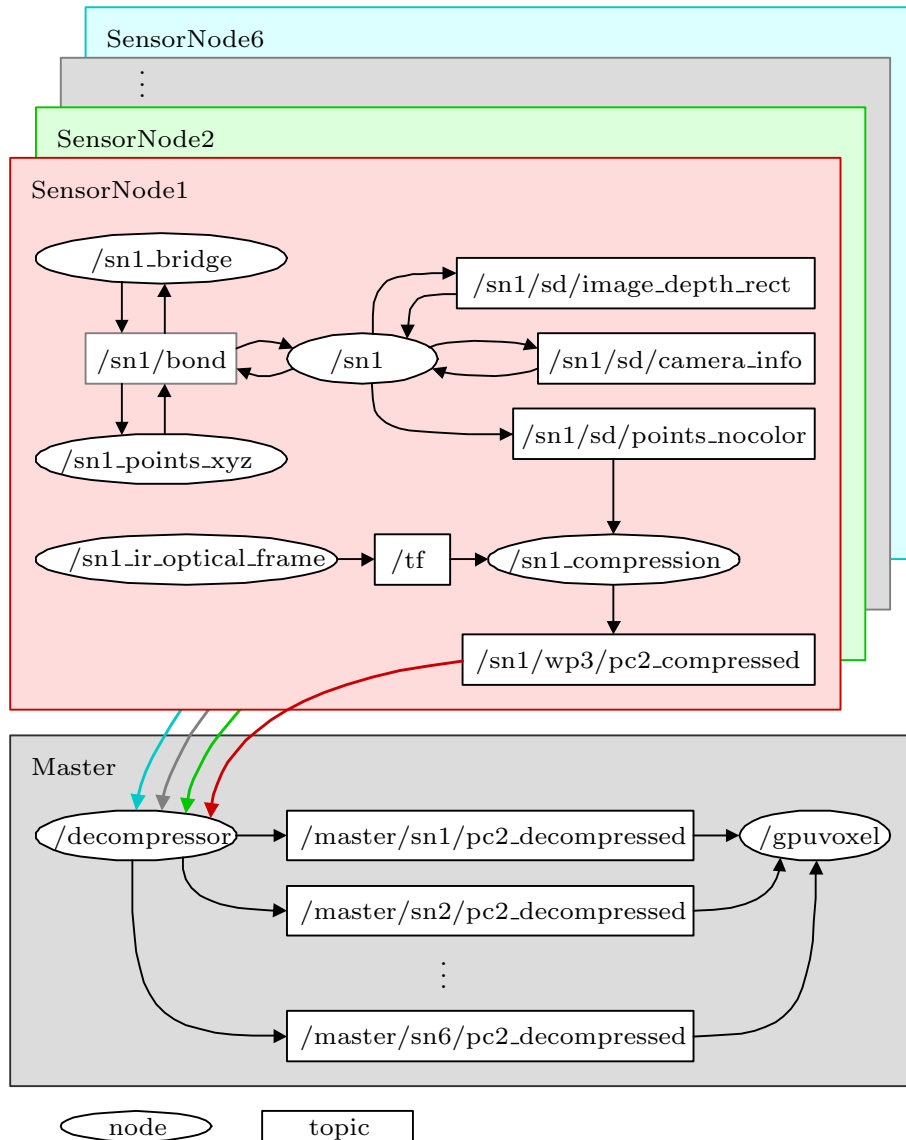 SensorNode6
⋮
SensorNode2
SensorNode1
/sn1_bridge
/sn1/sd/image_depth_rect
/sn1/bond
/sn1
/sn1/sd/camera_info
/sn1/sd/points_nocolor
/sn1_points_xyz
/sn1_ir_optical_frame
/tf
/sn1_compression
/sn1/wp3/pc2_compressed
Master
/decompressor
/master/sn1/pc2_decompressed
/gpuvoxel
/master/sn2/pc2_decompressed
⋮
/master/sn6/pc2_decompressed
node
topic